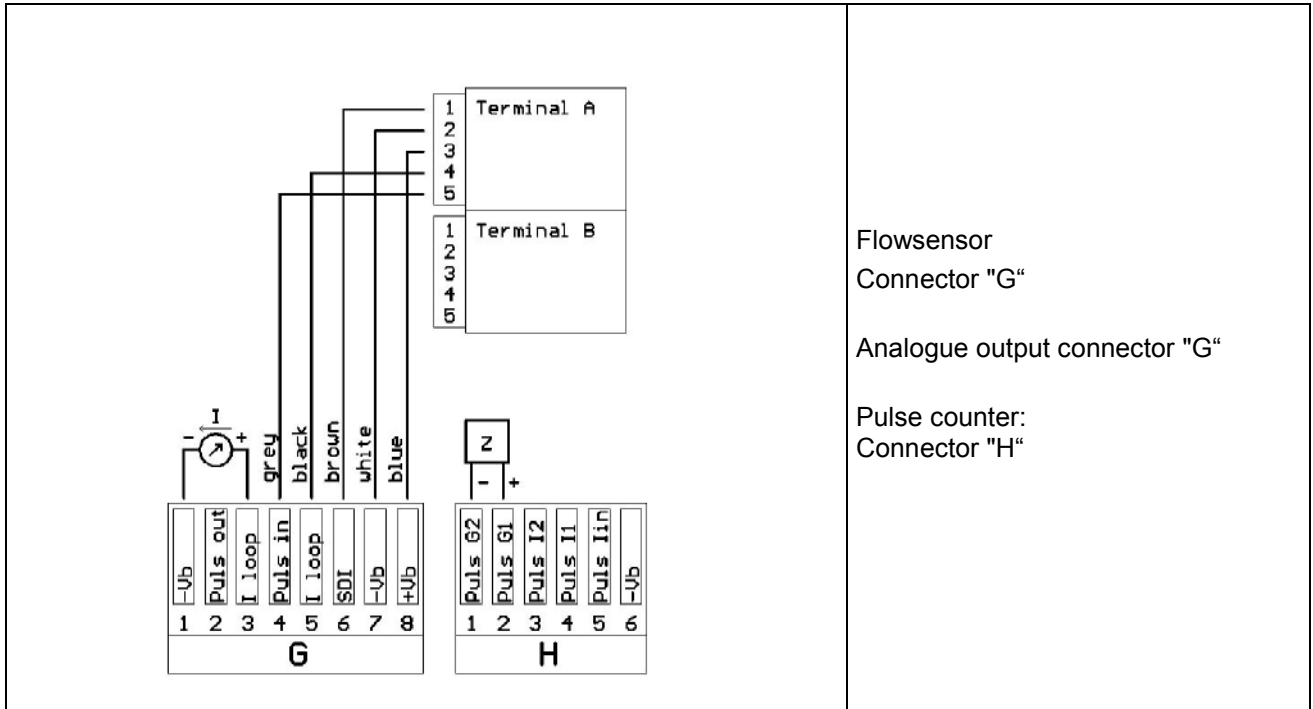 1 Terminal A
2
3
4
5
1 Terminal B
2
3
4
5
Flowsensor
Connector "G“
Analogue output connector "G“
Pulse counter:
Connector "H“
I
- +
grey
black
brown
white
blue
Z
- +
-Vb
Puls out
I loop
Puls in
I loop
SDI
-Vb
+Vb
1 2 3 4 5 6 7 8
G
Puls G2
Puls G1
Puls I2
Puls I1
Puls Iin
-Vb
1 2 3 4 5 6
H